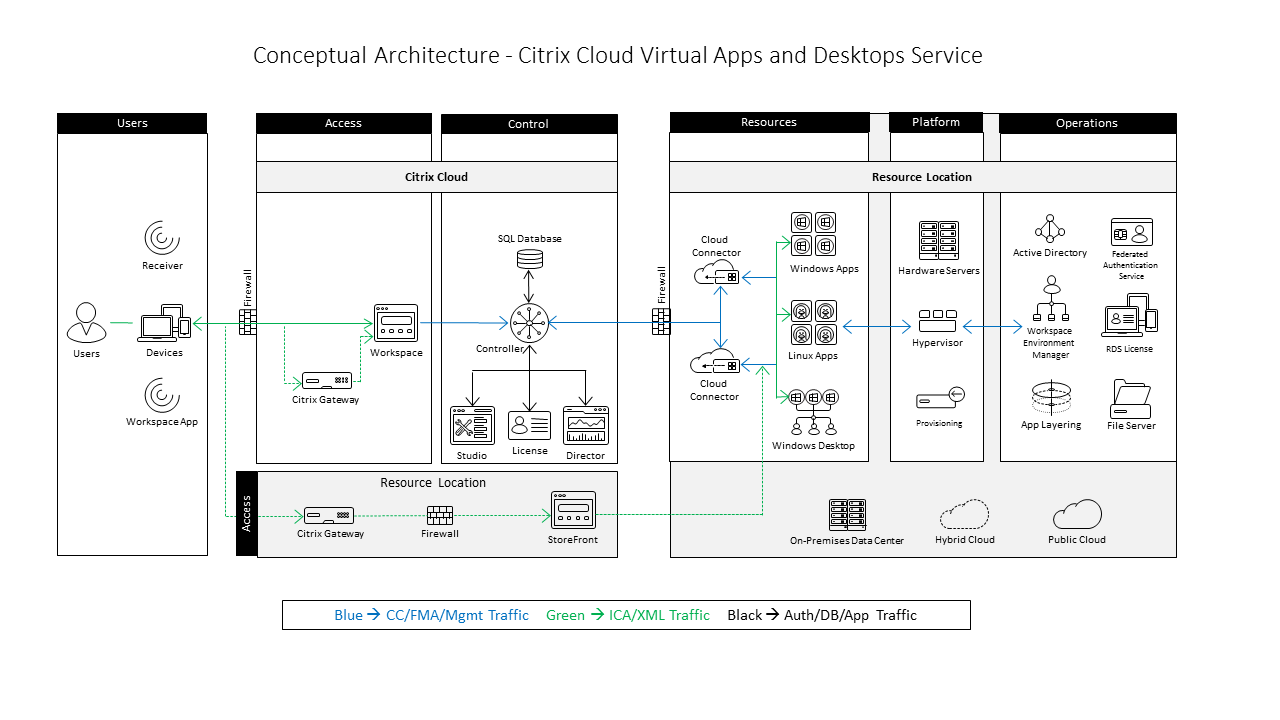 Conceptual Architecture - Citrix Cloud Virtual Apps and Desktops Service
Users
Access
Control
Resources
Platform
Operations
Citrix Cloud
Resource Location
Receiver
Users
Devices
Workspace App
Firewall
Workspace
Citrix Gateway
SQL Database
Controller
Studio
License
Director
Firewall
Cloud
Connector
Cloud
Connector
Windows Apps
Linux Apps
Windows Desktop
Hardware Servers
Hypervisor
Provisioning
Active Directory
Federated
Authentication
Service
Workspace
Environment
Manager
RDS License
App Layering
File Server
Access
Resource Location
Citrix Gateway
Firewall
StoreFront
On-Premises Data Center
Hybrid Cloud
Public Cloud
Blue → CC/FMA/Mgmt Traffic Green → ICA/XML Traffic Black → Auth/DB/App Traffic